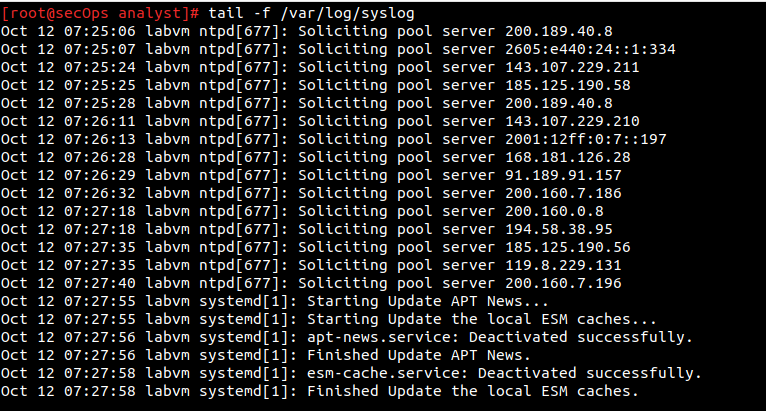 [root@secOps analyst]# tail -f /var/log/syslog
Oct 12 07:25:06 labvm ntpd[677]: Soliciting pool server 200.189.40.8
Oct 12 07:25:07 labvm ntpd[677]: Soliciting pool server 2605:e440:24::1:334
Oct 12 07:25:24 labvm ntpd[677]: Soliciting pool server 143.107.229.211
Oct 12 07:25:25 labvm ntpd[677]: Soliciting pool server 185.125.190.58
Oct 12 07:25:28 labvm ntpd[677]: Soliciting pool server 200.189.40.8
Oct 12 07:26:11 labvm ntpd[677]: Soliciting pool server 143.107.229.210
Oct 12 07:26:13 labvm ntpd[677]: Soliciting pool server 2001:12ff:0:7::197
Oct 12 07:26:28 labvm ntpd[677]: Soliciting pool server 168.181.126.28
Oct 12 07:26:29 labvm ntpd[677]: Soliciting pool server 91.189.91.157
Oct 12 07:26:32 labvm ntpd[677]: Soliciting pool server 200.160.7.186
Oct 12 07:27:18 labvm ntpd[677]: Soliciting pool server 200.160.0.8
Oct 12 07:27:18 labvm ntpd[677]: Soliciting pool server 194.58.38.95
Oct 12 07:27:35 labvm ntpd[677]: Soliciting pool server 185.125.190.56
Oct 12 07:27:35 labvm ntpd[677]: Soliciting pool server 119.8.229.131
Oct 12 07:27:40 labvm ntpd[677]: Soliciting pool server 200.160.7.196
Oct 12 07:27:55 labvm systemd[1]: Starting Update APT News...
Oct 12 07:27:55 labvm systemd[1]: Starting Update the local ESM caches...
Oct 12 07:27:56 labvm systemd[1]: apt-news.service: Deactivated successfully.
Oct 12 07:27:56 labvm systemd[1]: Finished Update APT News.
Oct 12 07:27:58 labvm systemd[1]: esm-cache.service: Deactivated successfully.
Oct 12 07:27:58 labvm systemd[1]: Finished Update the local ESM caches.